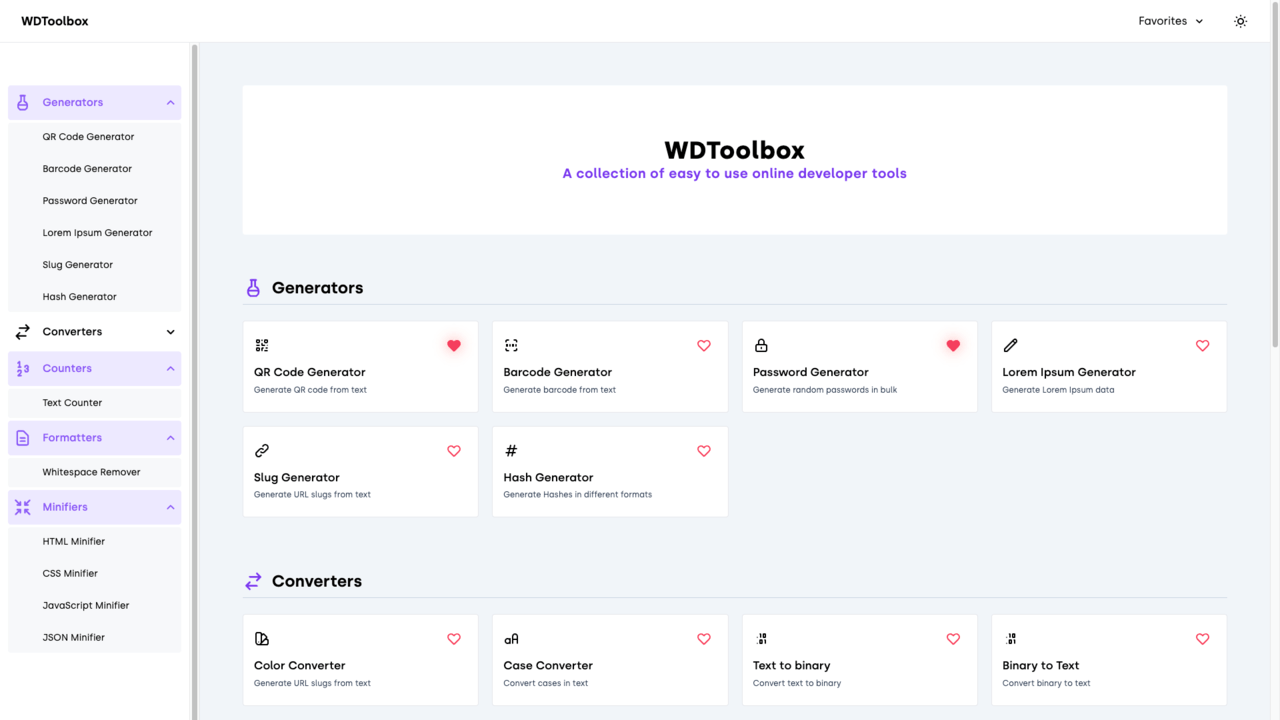 WDToolbox
Favorites
Generators
QR Code Generator
Barcode Generator
Password Generator
Lorem Ipsum Generator
Slug Generator
Hash Generator
Converters
Counters
Text Counter
Formatters
Whitespace Remover
Minifiers
HTML Minifier
CSS Minifier
JavaScript Minifier
JSON Minifier
WDToolbox
A collection of easy to use online developer tools
Generators
QR Code Generator
Generate QR code from text
Barcode Generator
Generate barcode from text
Password Generator
Generate random passwords in bulk
Lorem Ipsum Generator
Generate Lorem Ipsum data
Slug Generator
Generate URL slugs from text
Hash Generator
Generate Hashes in different formats
Converters
Color Converter
Generate URL slugs from text
Case Converter
Convert cases in text
Text to binary
Convert text to binary
Binary to Text
Convert binary to text